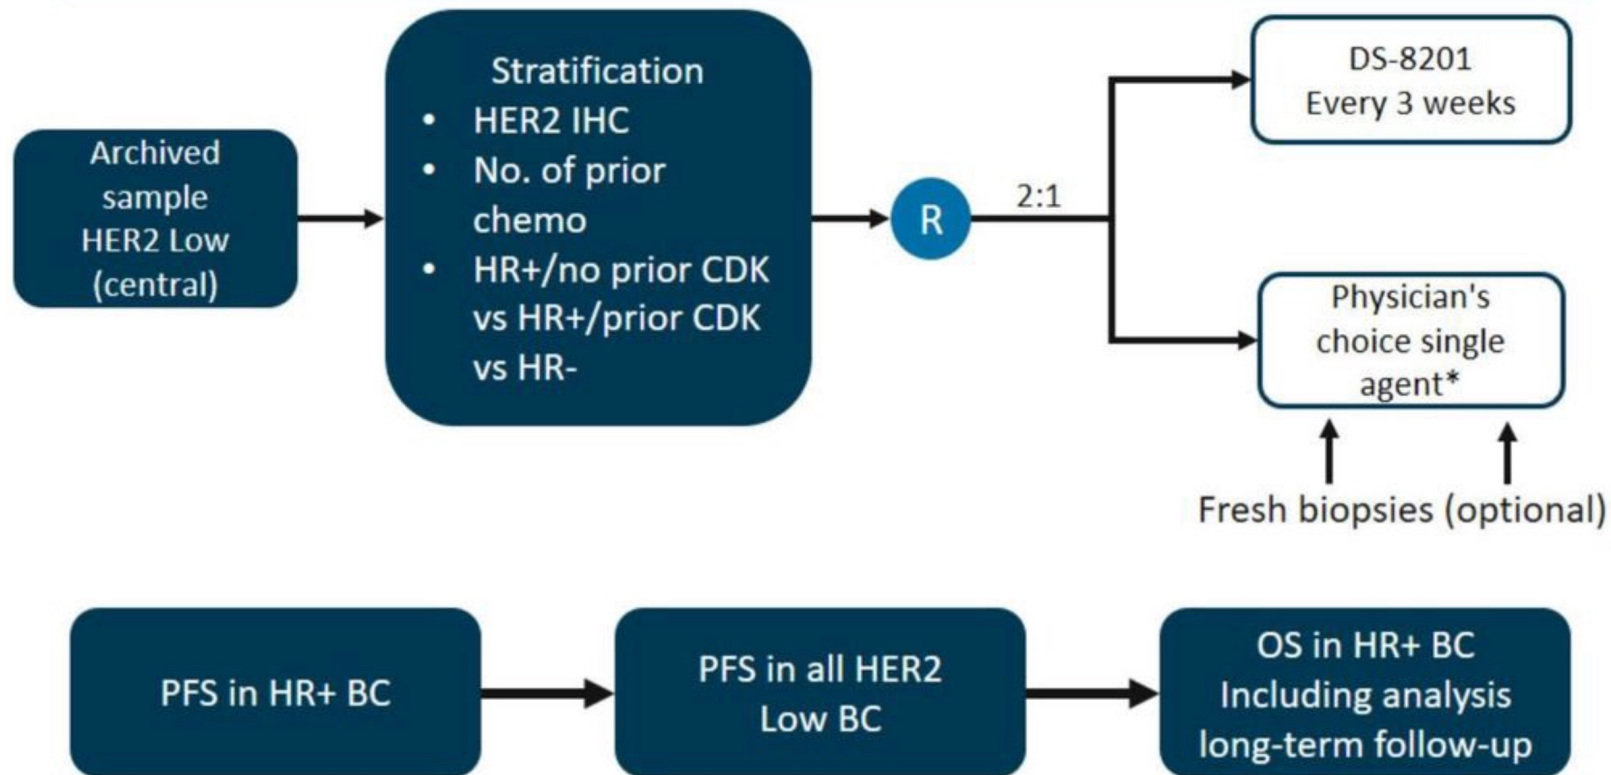 Archived
sample
HER2 Low
(central)
Stratification
• HER2 IHC
• No. of prior
chemo
• HR+/no prior CDK
vs HR+/prior CDK
vs HR-
R
2:1
DS-8201
Every 3 weeks
Physician's
choice single
agent*
Fresh biopsies (optional)
PFS in HR+ BC
PFS in all HER2
Low BC
OS in HR+ BC
Including analysis
long-term follow-up